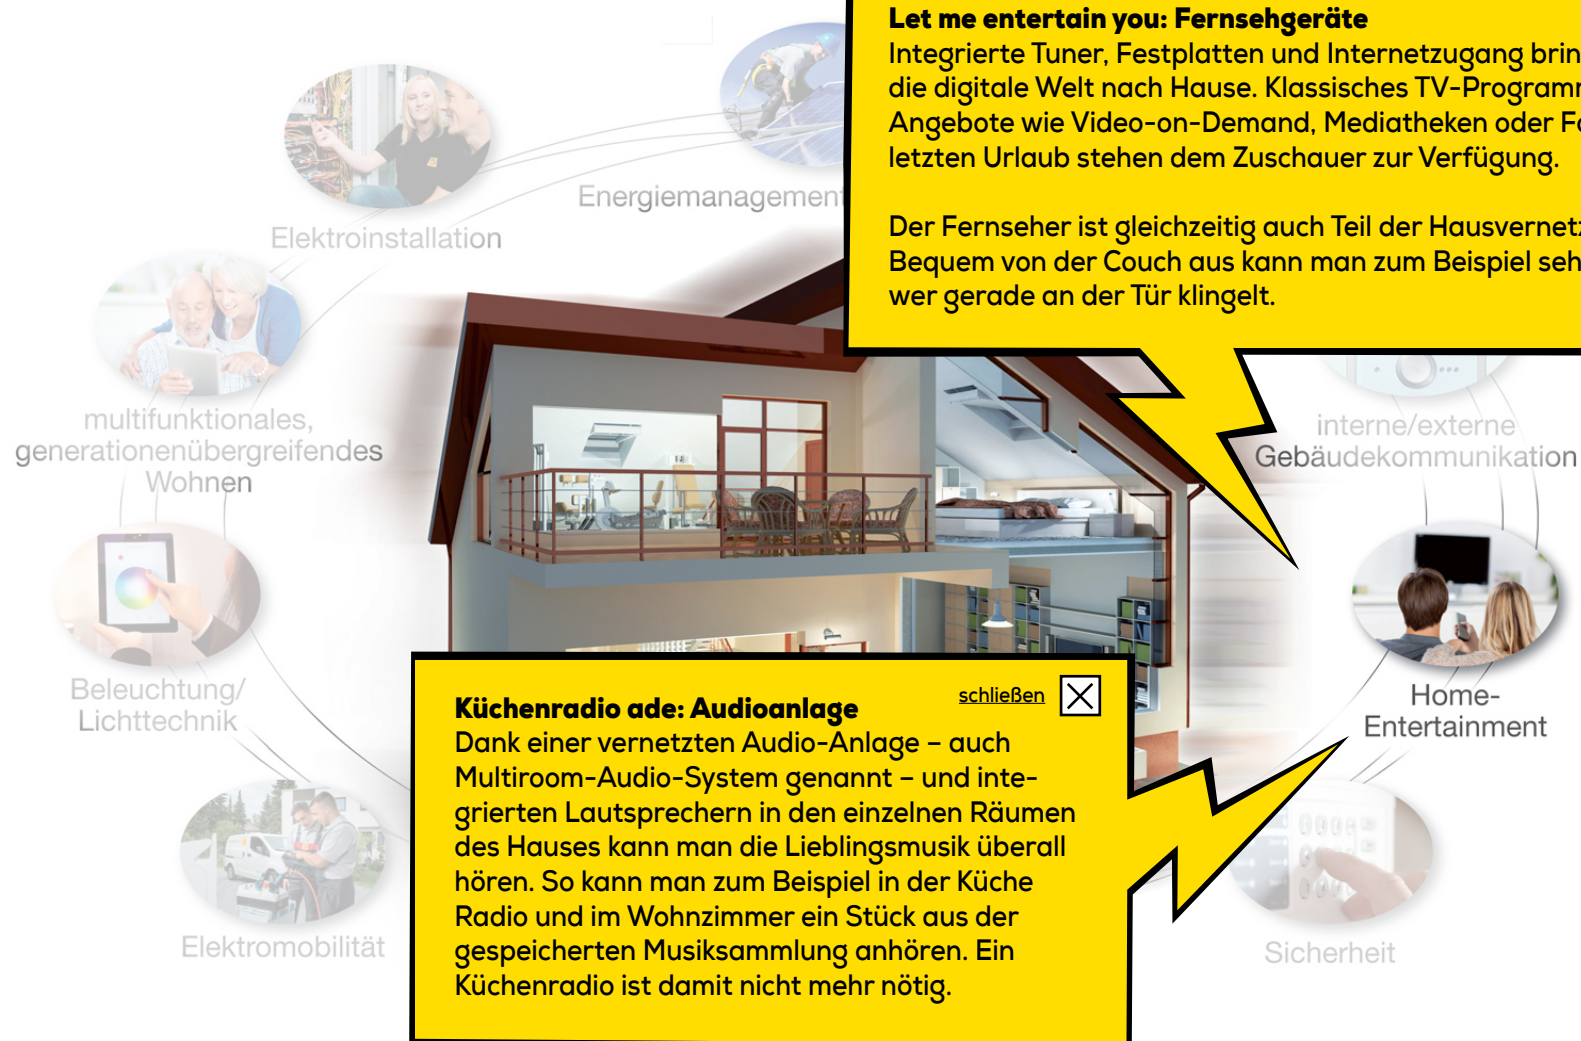 Let me entertain you: Fernsehgeräte
Integrierte Tuner, Festplatten und Internetzugang
die digitale Welt nach Hause. Klassisches
Angebote wie Video-on-Demand, Mediatheken oder
letzten Urlaub stehen dem Zuschauer zur Verfügung.
Der Fernseher ist gleichzeitig auch Teil der
Bequem von der Couch aus kann man zum Beispiel
wer gerade an der Tür klingelt.
Energiemanagement
Elektroinstallation
multifunktionales,
generationenübergreifendes
Wohnen
interne/externe
Gebäudekommunikation
Beleuchtung/
Lichttechnik
Home-
Entertainment
Elektromobilität
Sicherheit
schließen
Küchenradio ade: Audioanlage
Dank einer vernetzten Audio-Anlage – auch
Multiroom-Audio-System genannt – und inte-
grierten Lautsprechern in den einzelnen Räumen
des Hauses kann man die Lieblingsmusik überall
hören. So kann man zum Beispiel in der Küche
Radio und im Wohnzimmer ein Stück aus der
gespeicherten Musiksammlung anhören. Ein
Küchenradio ist damit nicht mehr nötig.